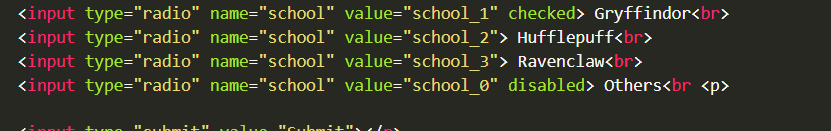 <input type="radio" name="school" value="school_1" checked> Gryffindor<br>
<input type="radio" name="school" value="school_2"> Hufflepuff<br>
<input type="radio" name="school" value="school_3"> Ravenclaw<br>
<input type="radio" name="school" value="school_0" disabled> Others<br <p>
<input type="submit" value="Submit"></p>